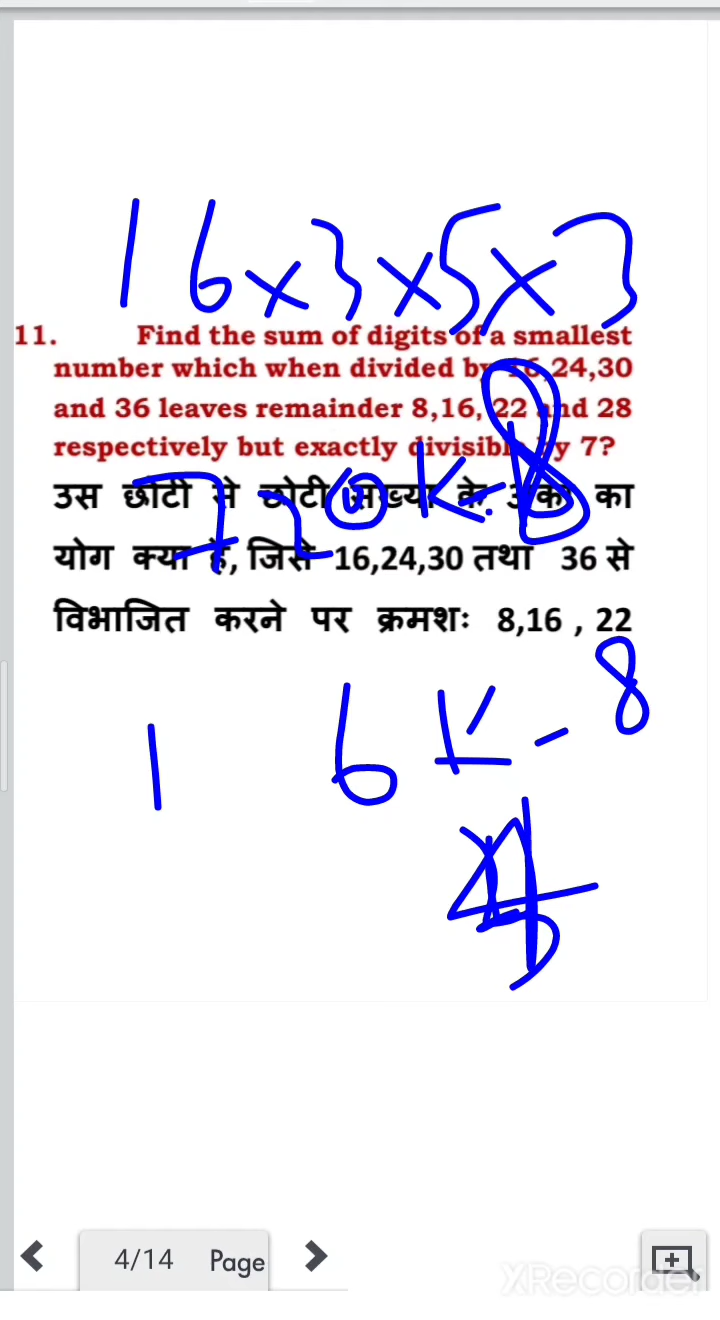 16×3×5×3
11. Find the sum of digits of a smallest
number which when divided by 16,24,30
and 36 leaves remainder 8,16, 22 and 28
respectively but exactly divisible by 7?
उस छोटी से छोटी संख्या के अंकों का
720K-8
योग क्या है, जिसे 16,24,30 तथा 36 से
विभाजित करने पर क्रमशः 8,16 , 22
1 6K-8
4/14 Page
XRecorder